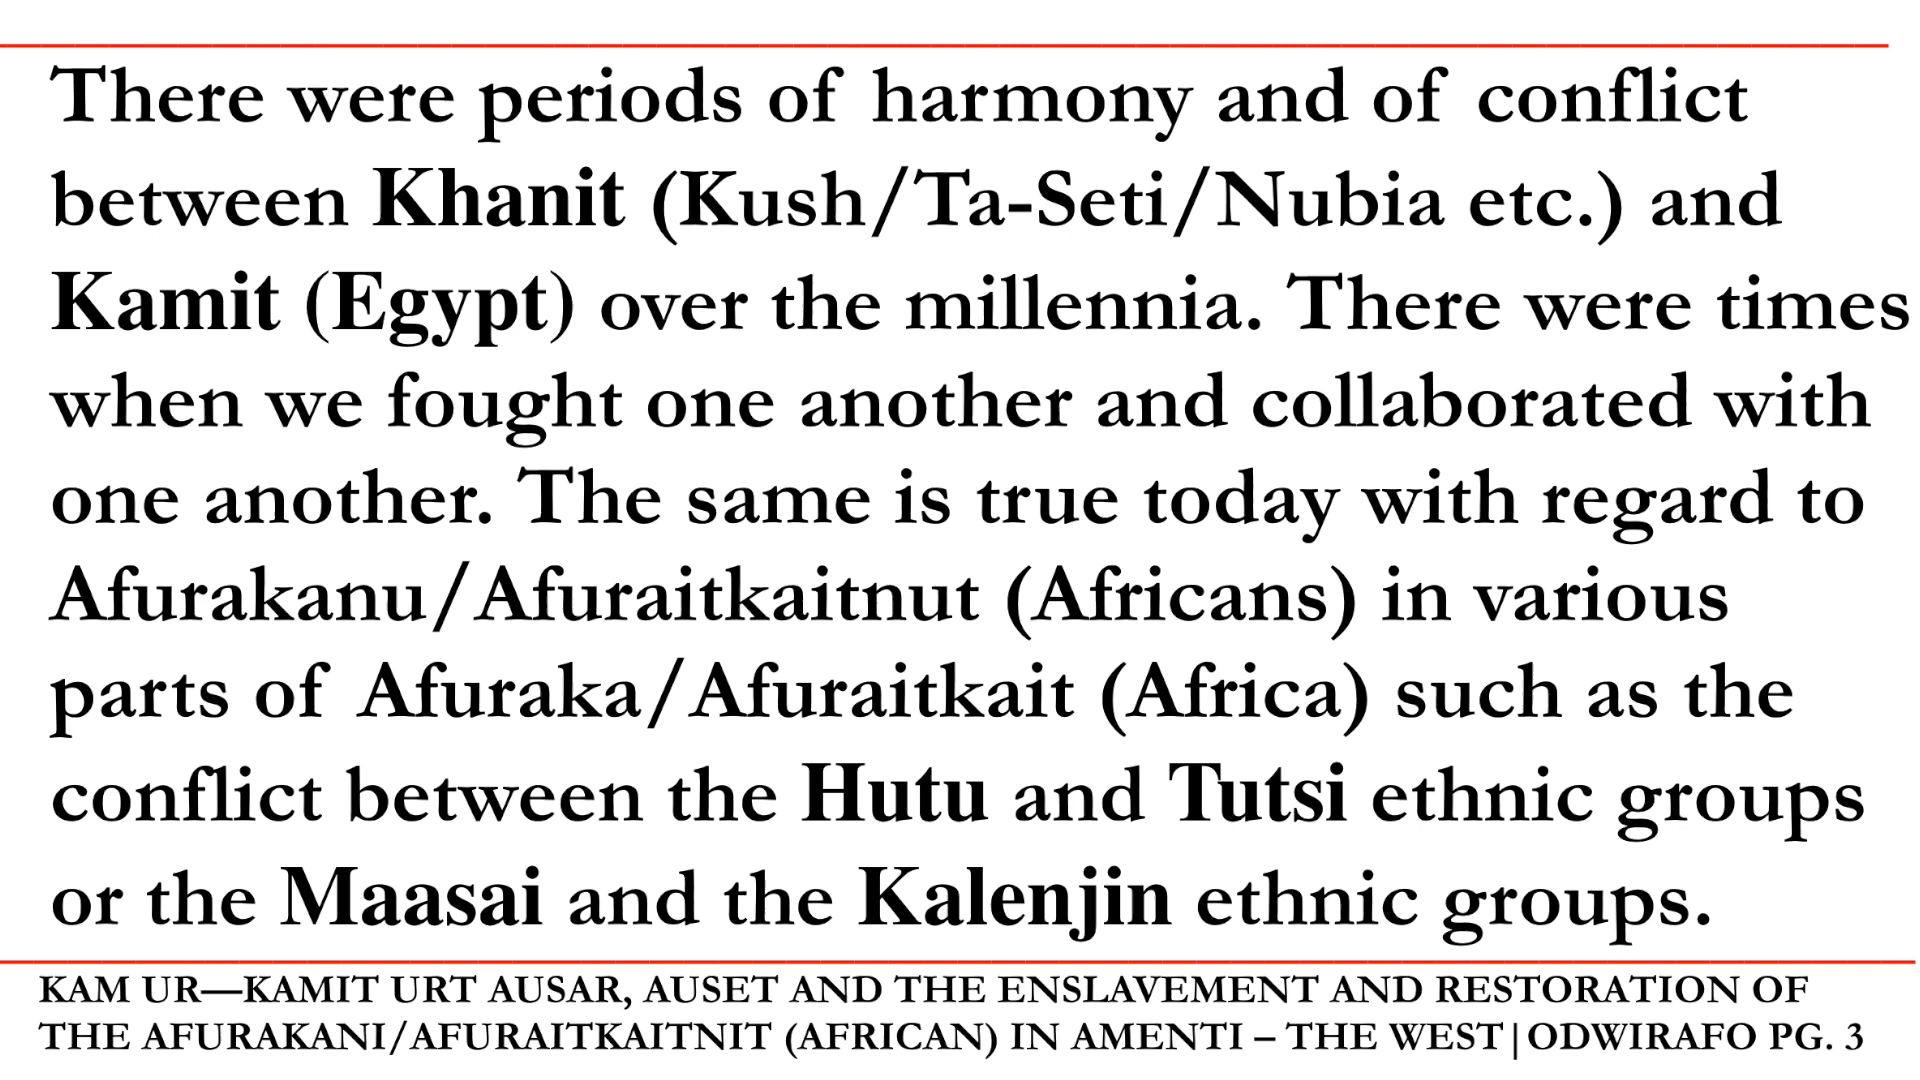 There were periods of harmony and of conflict
between Khanit (Kush/Ta-Seti/Nubia etc.) and
Kamit (Egypt) over the millennia. There were times
when we fought one another and collaborated with
one another. The same is true today with regard to
Afurakanu/Afuraitkaitnut (Africans) in various
parts of Afuraka/Afuraitkait (Africa) such as the
conflict between the Hutu and Tutsi ethnic groups
or the Maasai and the Kalenjin ethnic groups.
KAM UR—KAMIT URT AUSAR, AUSET AND THE ENSLAVEMENT AND RESTORATION OF
THE AFURAKANI/AFURAITKAITNIT (AFRICAN) IN AMENTI – THE WEST|ODWIRAFO PG. 3